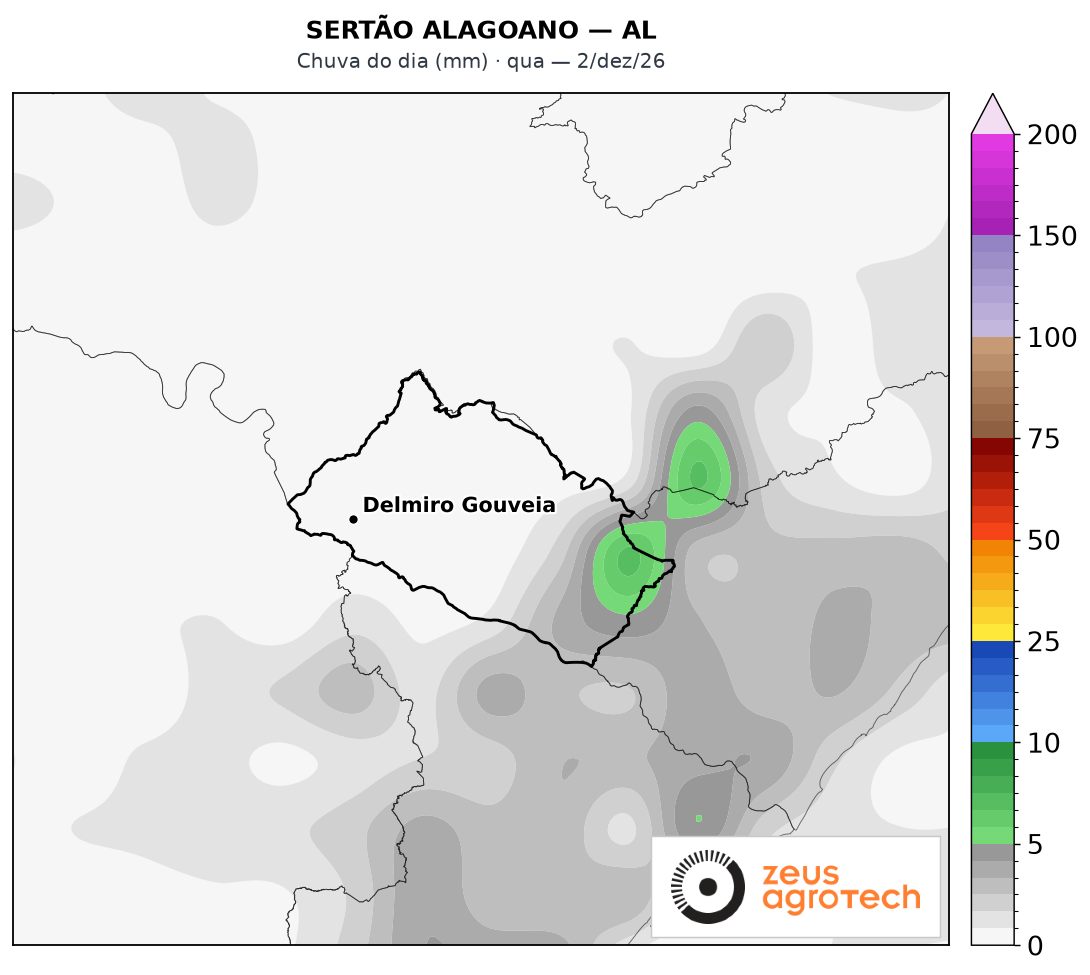 SERTÃO ALAGOANO — AL
Chuva do dia (mm) · qua — 2/dez/26
200
150
100
75
50
25
10
5
0
Delmiro Gouveia
zeus
agrotech